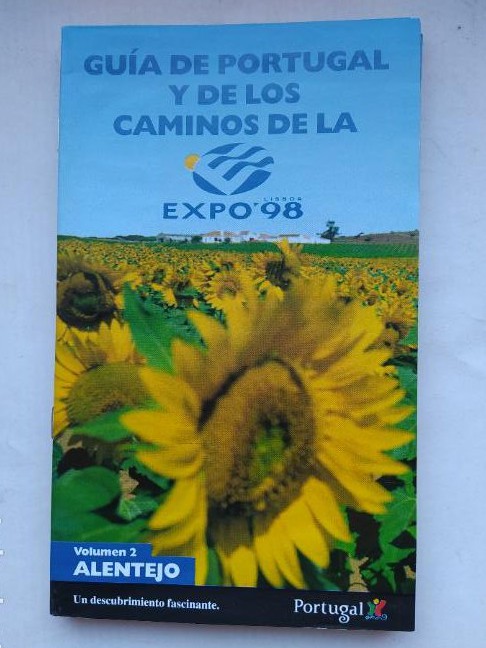 GUÍA DE PORTUGAL
Y DE LOS
CAMINOS DE LA
LISBOA
EXPO'98
Volumen 2
ALENTEJO
Un descubrimiento fascinante.
Portugal